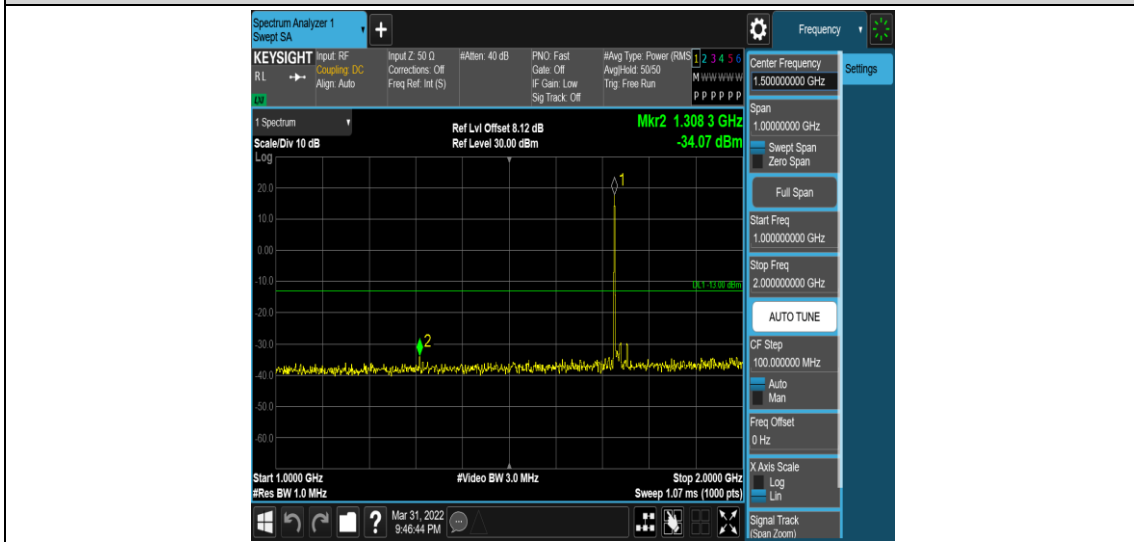 Spectrum Analyzer 1
Swept SA
Frequency
KEYSIGHT
RL
Input: RF
Coupling: DC
Align: Auto
Input Z: 50 Ω
Corrections: Off
Freq Ref: Int (S)
#Atten: 40 dB
PNO: Fast
Gate: Off
IF Gain: Low
Sig Track: Off
#Avg Type: Power (RMS
Avg|Hold: 50/50
Trig: Free Run
1 2 3 4 5 6
M W W W W W
P P P P P P
1 Spectrum
Scale/Div 10 dB
Log
Ref Lvl Offset 8.12 dB
Ref Level 30.00 dBm
Mkr2 1.308 3 GHz
-34.07 dBm
1
20.0
10.0
0.00
-10.0
DL1 -13.00 dBm
-20.0
-30.0
2
-40.0
-50.0
-60.0
Start 1.0000 GHz
#Res BW 1.0 MHz
#Video BW 3.0 MHz
Stop 2.0000 GHz
Sweep 1.07 ms (1000 pts)
Mar 31, 2022
9:46:44 PM
Center Frequency
1.500000000 GHz
Settings
Span
1.00000000 GHz
Swept Span
Zero Span
Full Span
Start Freq
1.000000000 GHz
Stop Freq
2.000000000 GHz
AUTO TUNE
CF Step
100.000000 MHz
Auto
Man
Freq Offset
0 Hz
X Axis Scale
Log
Lin
Signal Track
(Span Zoom)